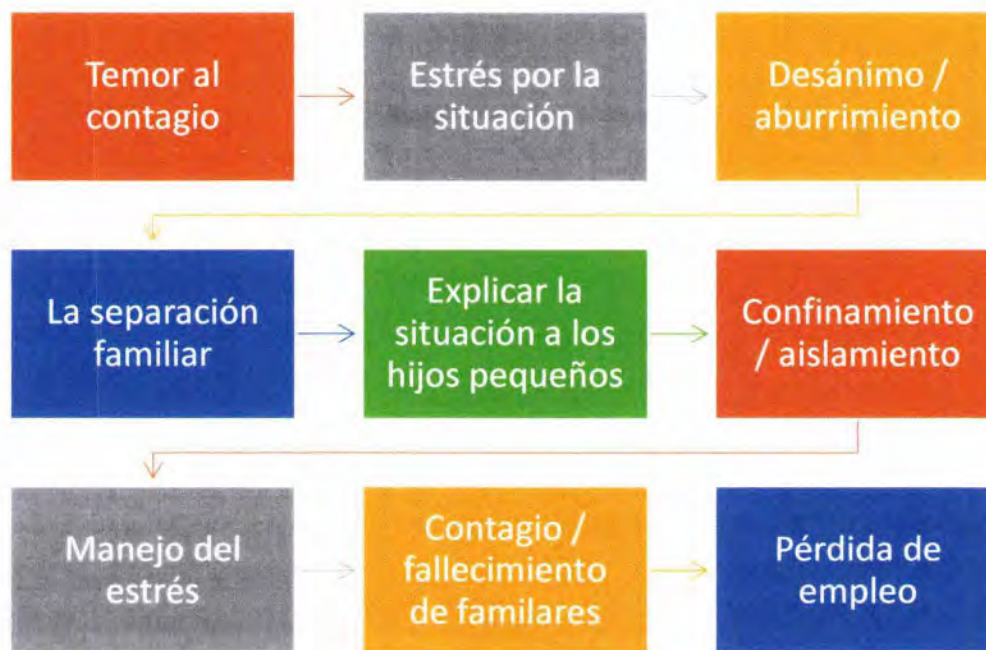 Temor al
contagio
Estrés por la
situación
Desánimo /
aburrimiento
La separación
familiar
Explicar la
situación a los
hijos pequeños
Confinamiento
/ aislamiento
Manejo del
estrés
Contagio /
fallecimiento
de familares
Pérdida de
empleo